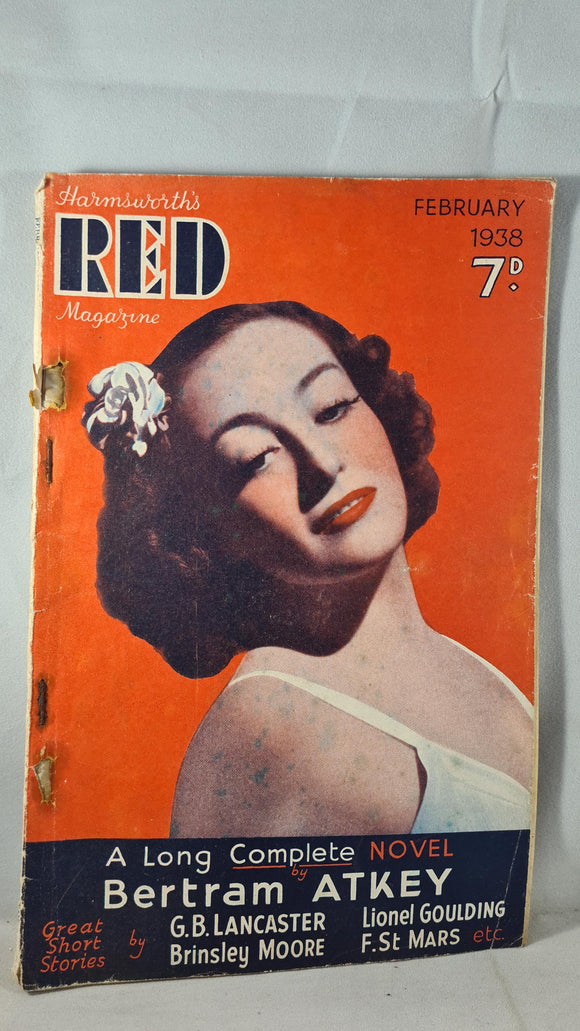 Harmsworth's
RED
Magazine
FEBRUARY
1938
7D.
A Long Complete NOVEL
by
Bertram ATKEY
Great Short Stories by
G.B. LANCASTER
Brinsley MOORE
Lionel GOULDING
F. St MARS etc.